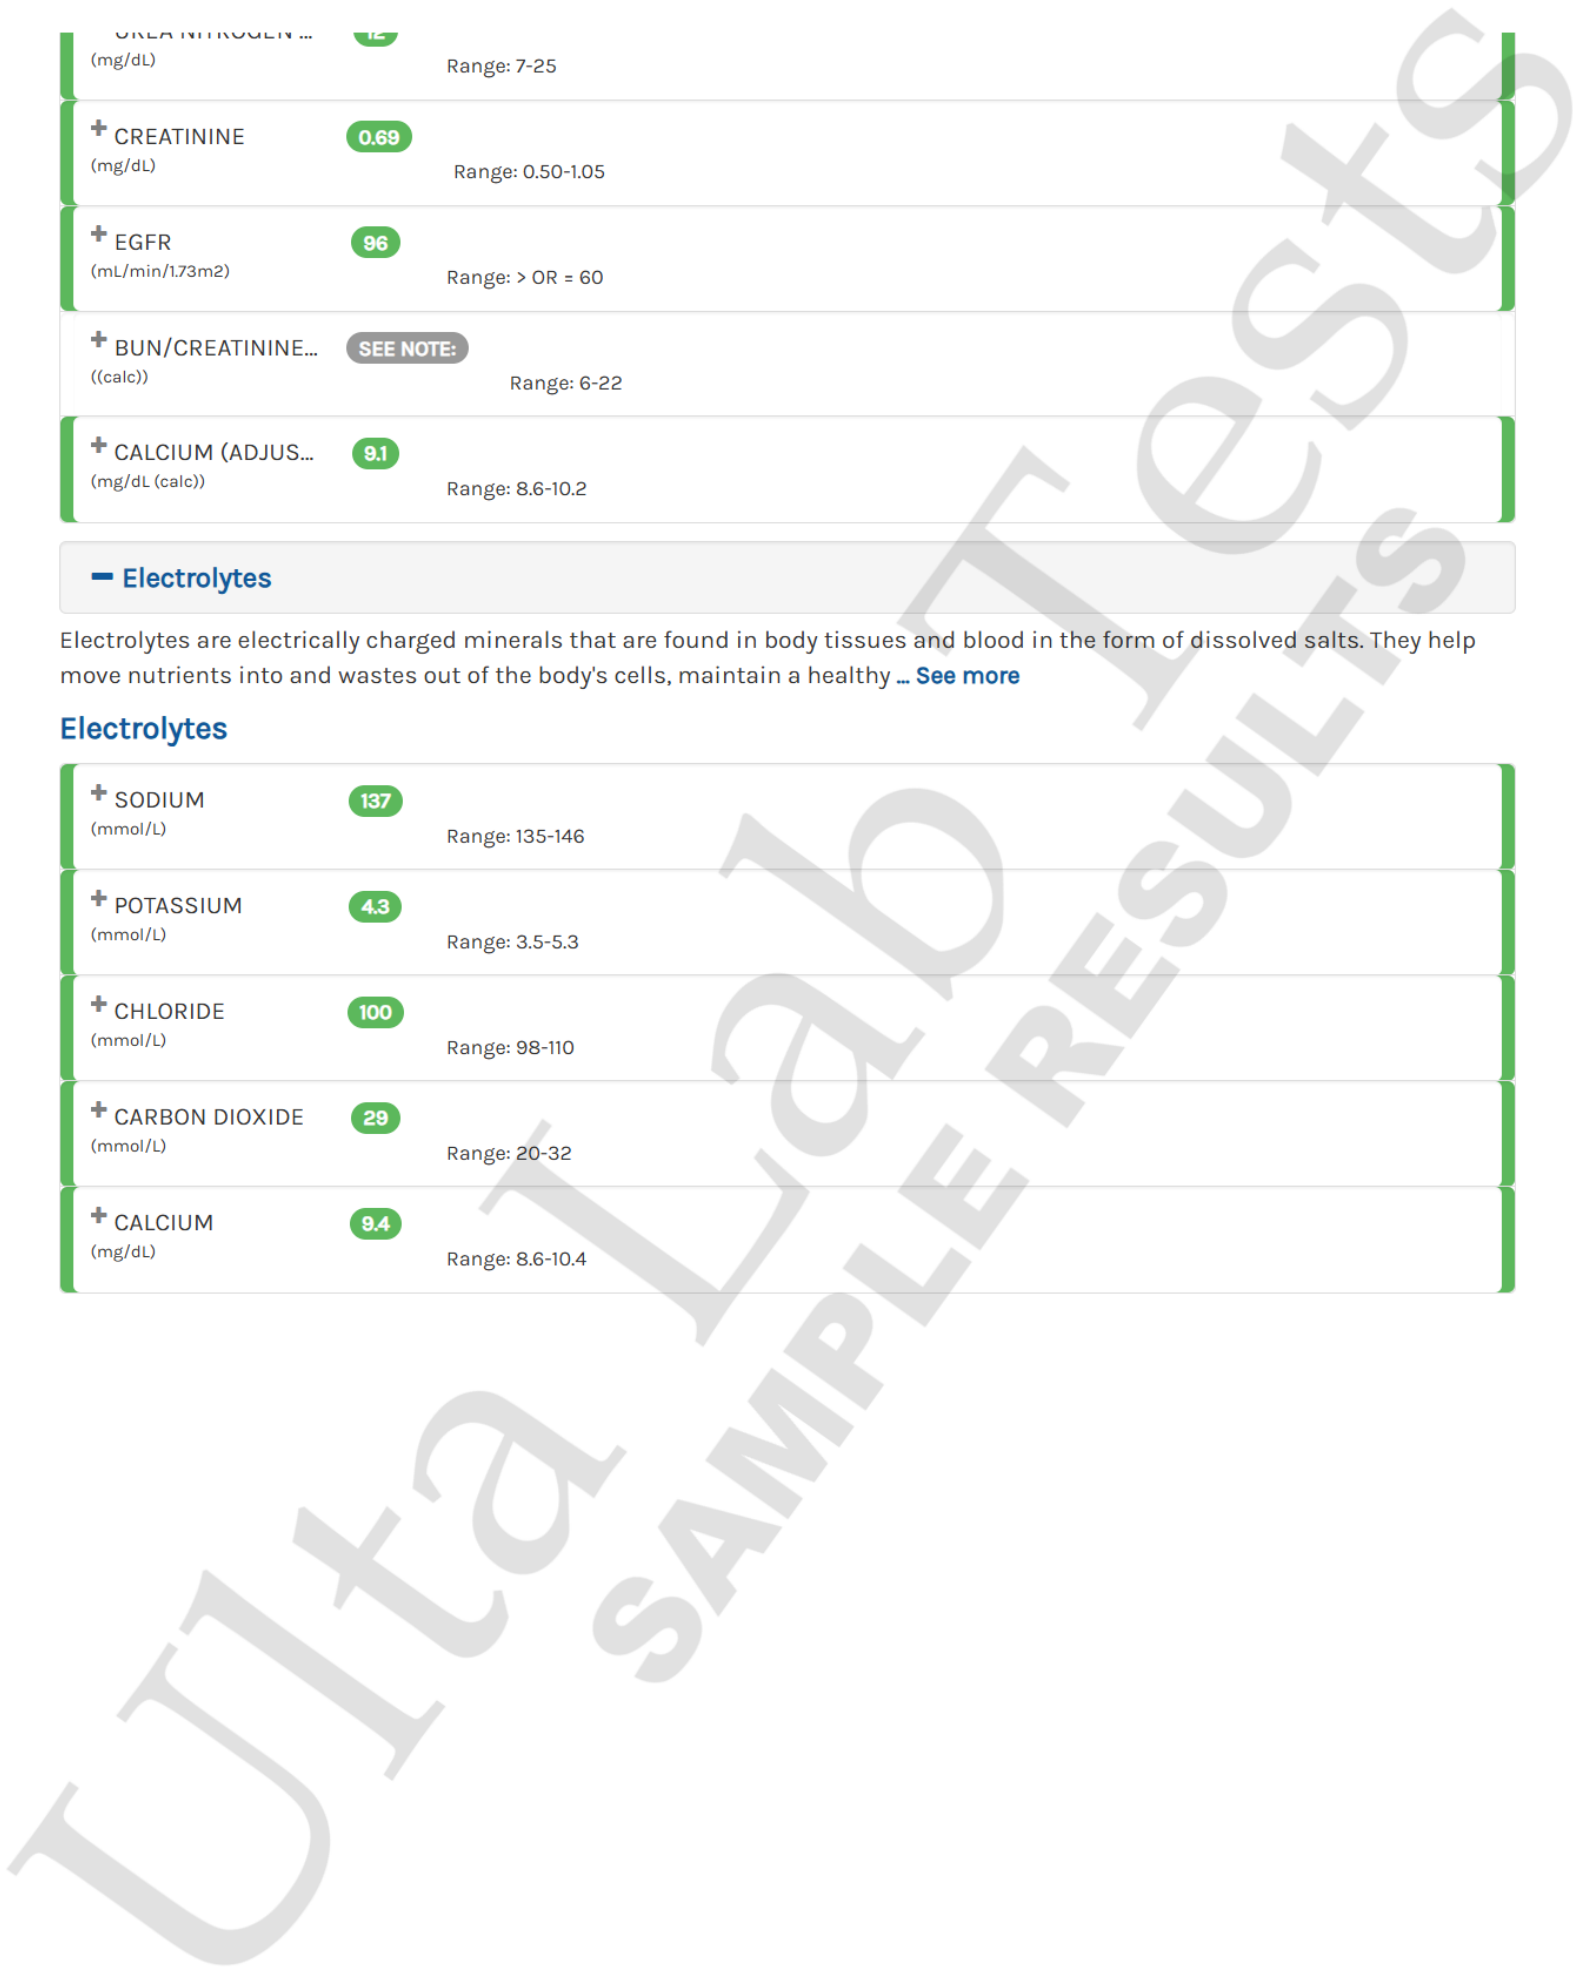 UREA NITROGEN ...
12
(mg/dL)
Range: 7-25
CREATININE
0.69
(mg/dL)
Range: 0.50-1.05
EGFR
96
(mL/min/1.73m2)
Range: > OR = 60
BUN/CREATININE...
SEE NOTE:
((calc))
Range: 6-22
CALCIUM (ADJUS...
9.1
(mg/dL (calc))
Range: 8.6-10.2
Electrolytes
Electrolytes are electrically charged minerals that are found in body tissues and blood in the form of dissolved salts. They help
move nutrients into and wastes out of the body's cells, maintain a healthy ... See more
Electrolytes
SODIUM
137
(mmol/L)
Range: 135-146
POTASSIUM
4.3
(mmol/L)
Range: 3.5-5.3
CHLORIDE
100
(mmol/L)
Range: 98-110
CARBON DIOXIDE
29
(mmol/L)
Range: 20-32
CALCIUM
9.4
(mg/dL)
Range: 8.6-10.4
Ulta Lab Tests
SAMPLE RESULTS